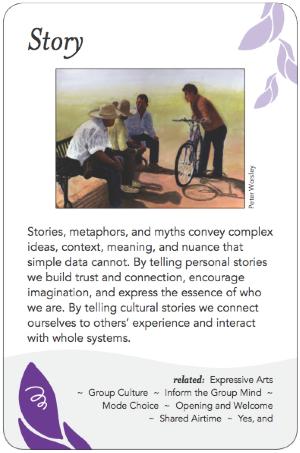 Story
Peter Worsley
Stories, metaphors, and myths convey complex
ideas, context, meaning, and nuance that
simple data cannot. By telling personal stories
we build trust and connection, encourage
imagination, and express the essence of who
we are. By telling cultural stories we connect
ourselves to others' experience and interact
with whole systems.
related: Expressive Arts
~ Group Culture ~ Inform the Group Mind ~
Mode Choice ~ Opening and Welcome
~ Shared Airtime ~ Yes, and